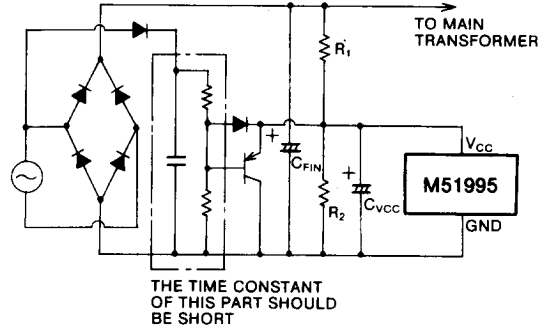 TO MAIN
TRANSFORMER
R1
+
CFIN
R2
+
CVCC
VCC
M51995
GND
THE TIME CONSTANT
OF THIS PART SHOULD
BE SHORT